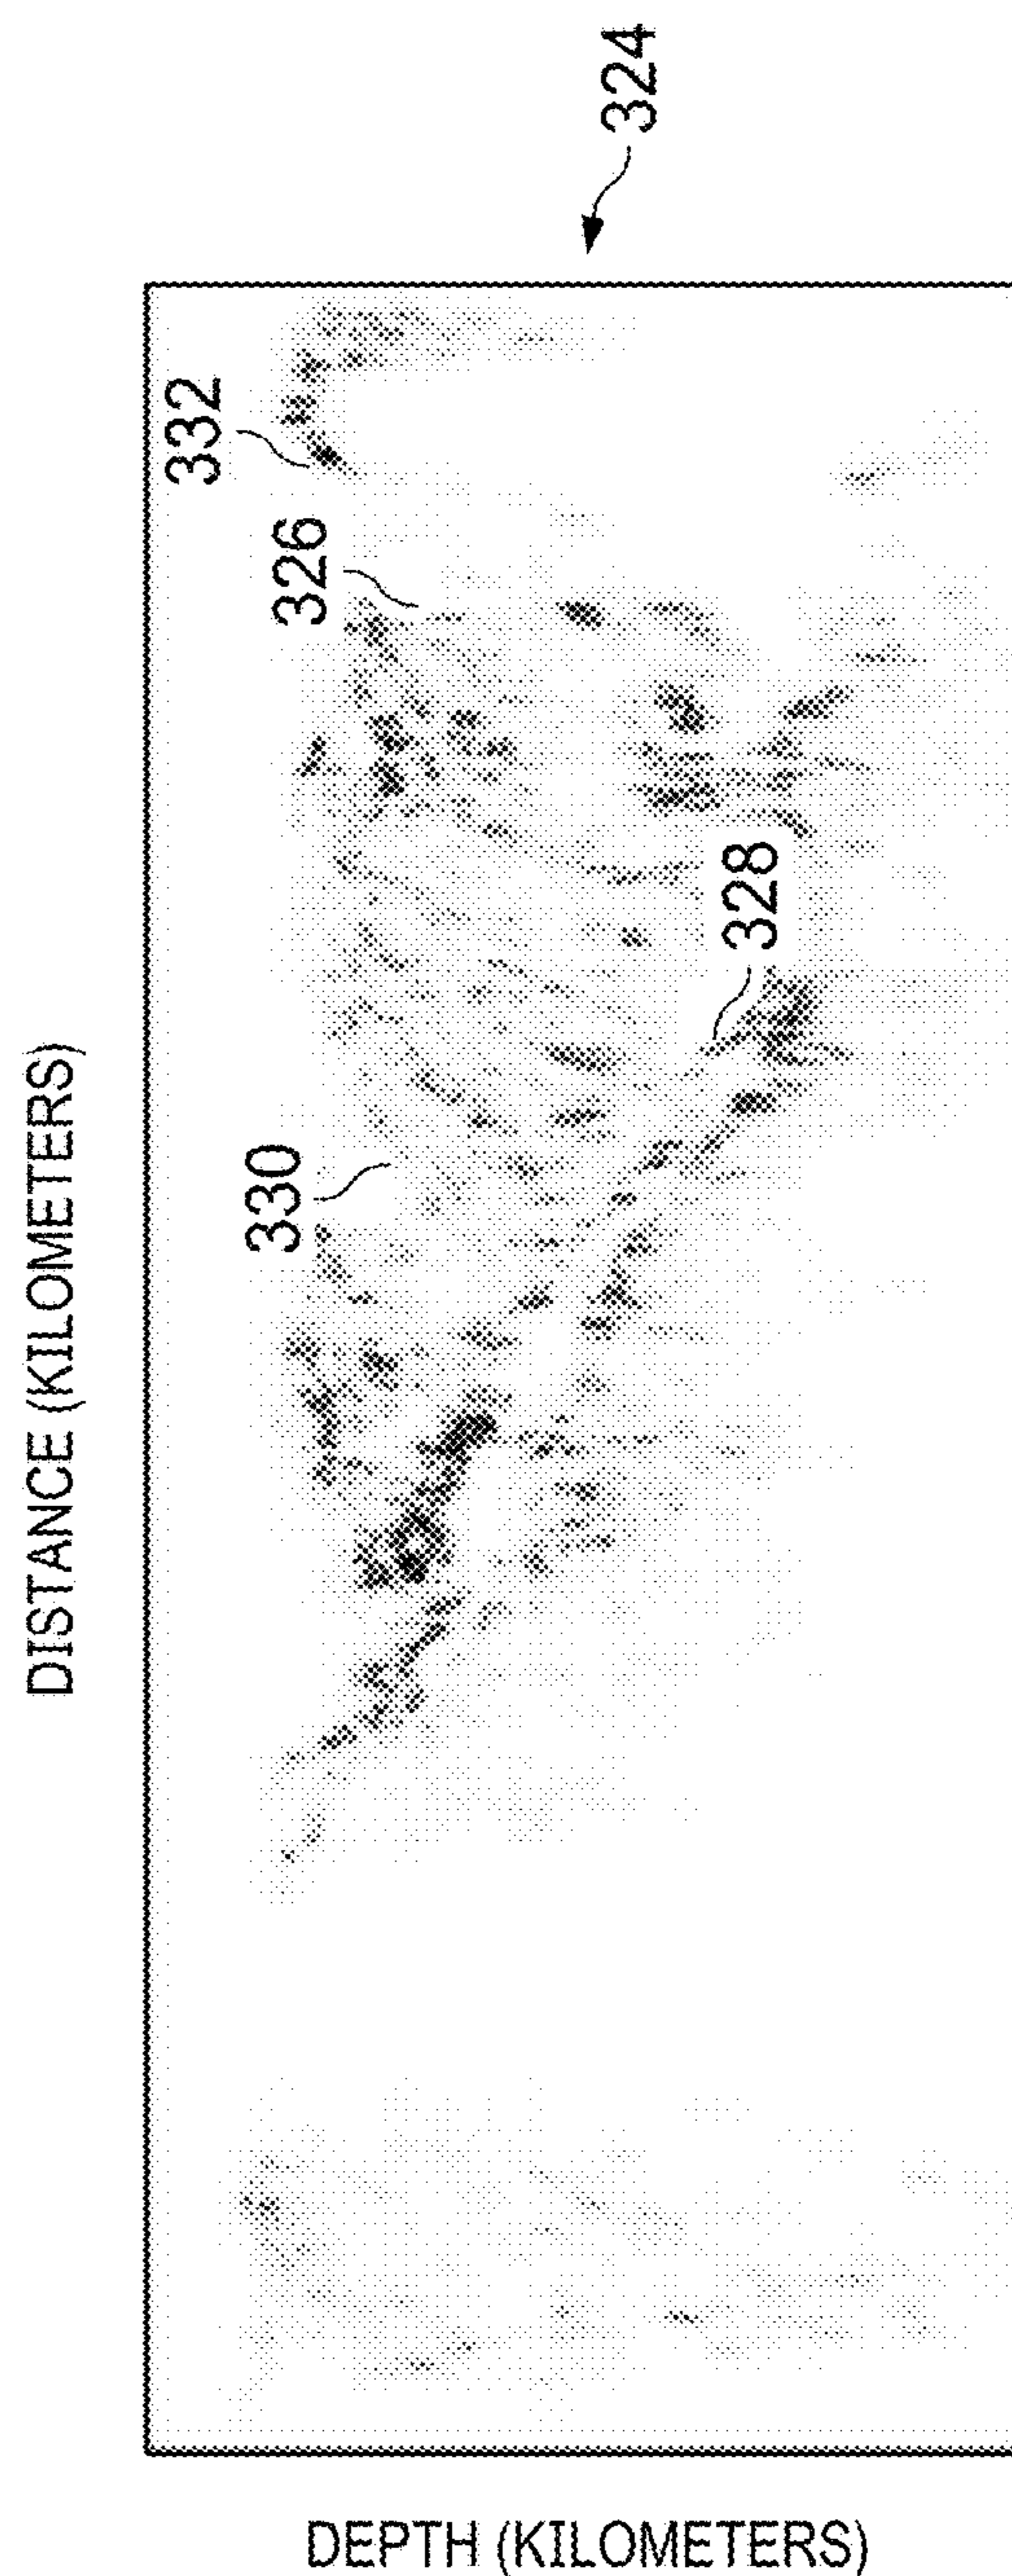 324
332
326
328
330
DISTANCE (KILOMETERS)
DEPTH (KILOMETERS)